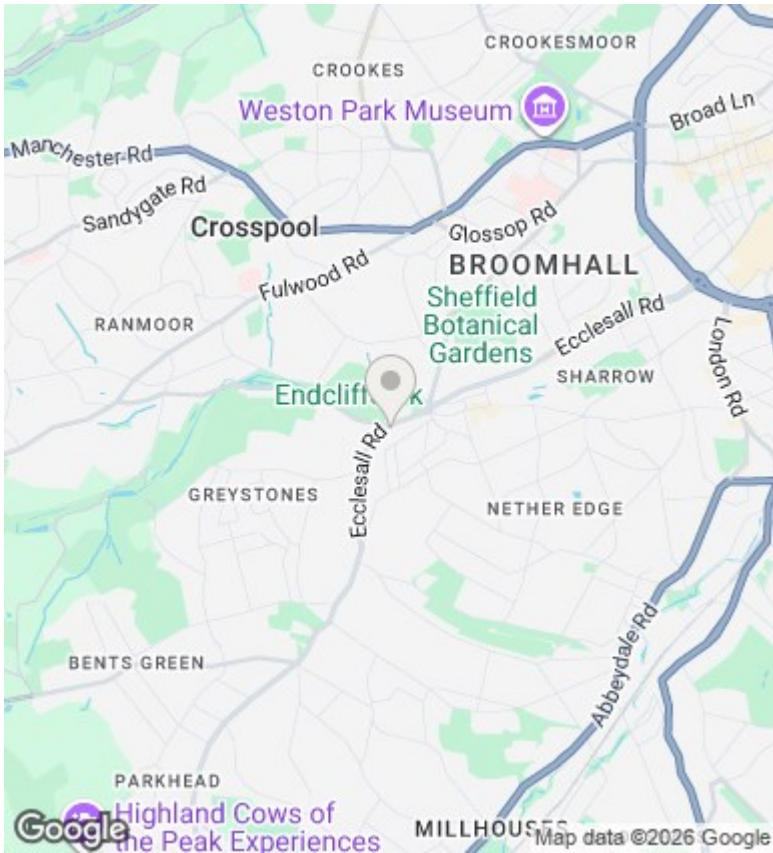 CROOKESMOOR
CROOKES
Weston Park Museum
Broad Ln
Manchester Rd
Sandygate Rd
Crosspool
Glossop Rd
Fulwood Rd
BROOMHALL
Sheffield
Botanical
Gardens
Ecclesall Rd
RANMOOR
London Rd
SHARROW
Ecclesall Rd
GREYSTONES
NETHER EDGE
BENTS GREEN
Abbeydale Rd
PARKHEAD
Highland Cows of
the Peak Experiences
MILLHOUSES
Google
Map data ©2026 Google